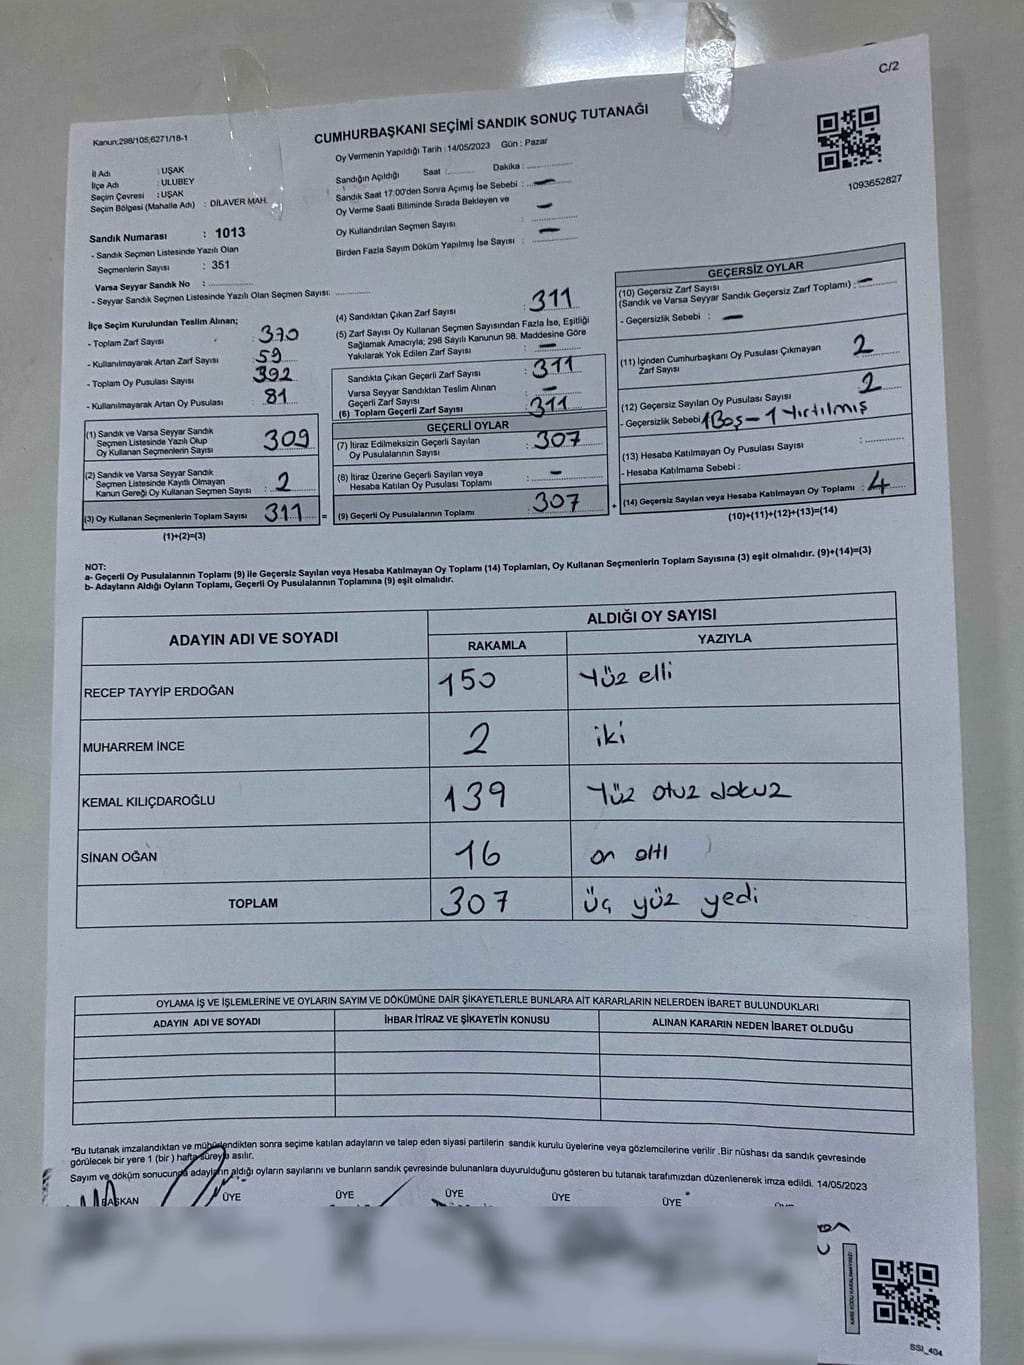 C/2
Kanun;298/105;6271/18-1
CUMHURBAŞKANI SEÇİMİ SANDIK SONUÇ TUTANAĞI
Oy Vermenin Yapıldığı Tarih : 14/05/2023 Gün : Pazar
1093652827
İl Adı : UŞAK
İlçe Adı : ULUBEY
Seçim Çevresi : UŞAK
Seçim Bölgesi (Mahalle Adı) : DİLAVER MAH.
Sandığın Açıldığı Saat :.......... Dakika : ..........
Sandık Saat 17:00'den Sonra Açımış İse Sebebi : —
Oy Verme Saati Bitiminde Sırada Bekleyen ve —
Oy Kullandırılan Seçmen Sayısı :
Birden Fazla Sayım Döküm Yapılmış İse Sayısı : —
Sandık Numarası : 1013
- Sandık Seçmen Listesinde Yazılı Olan
Seçmenlerin Sayısı : 351
Varsa Seyyar Sandık No : ..........
- Seyyar Sandık Seçmen Listesinde Yazılı Olan Seçmen Sayısı: ..........
İlçe Seçim Kurulundan Teslim Alınan;
- Toplam Zarf Sayısı : 370
- Kullanılmayarak Artan Zarf Sayısı : 59
- Toplam Oy Pusulası Sayısı : 392
- Kullanılmayarak Artan Oy Pusulası : 81
(1) Sandık ve Varsa Seyyar Sandık
Seçmen Listesinde Yazılı Olup
Oy Kullanan Seçmenlerin Sayısı : 309
(2) Sandık ve Varsa Seyyar Sandık
Seçmen Listesinde Kayıtlı Olmayan
Kanun Gereği Oy Kullanan Seçmen Sayısı : 2
(3) Oy Kullanan Seçmenlerin Toplam Sayısı 311 =
(1)+(2)=(3)
(4) Sandıktan Çıkan Zarf Sayısı : 311
(5) Zarf Sayısı Oy Kullanan Seçmen Sayısından Fazla İse, Eşitliği
Sağlamak Amacıyla; 298 Sayılı Kanunun 98. Maddesine Göre
Yakılarak Yok Edilen Zarf Sayısı : —
Sandıkta Çıkan Geçerli Zarf Sayısı : 311
Varsa Seyyar Sandıktan Teslim Alınan
Geçerli Zarf Sayısı : —
(6) Toplam Geçerli Zarf Sayısı : 311
GEÇERLİ OYLAR
(7) İtiraz Edilmeksizin Geçerli Sayılan
Oy Pusulalarının Sayısı : 307
(8) İtiraz Üzerine Geçerli Sayılan veya
Hesaba Katılan Oy Pusulası Toplamı : —
(9) Geçerli Oy Pusulalarının Toplamı : 307 +
GEÇERSİZ OYLAR
(10) Geçersiz Zarf Sayısı
(Sandık ve Varsa Seyyar Sandık Geçersiz Zarf Toplamı) : —
- Geçersizlik Sebebi : —
(11) İçinden Cumhurbaşkanı Oy Pusulası Çıkmayan
Zarf Sayısı : 2
(12) Geçersiz Sayılan Oy Pusulası Sayısı : 2
- Geçersizlik Sebebi 1 Boş - 1 Yırtılmış
(13) Hesaba Katılmayan Oy Pusulası Sayısı : ..........
- Hesaba Katılmama Sebebi :
(14) Geçersiz Sayılan veya Hesaba Katılmayan Oy Toplamı : 4
(10)+(11)+(12)+(13)=(14)
NOT:
a- Geçerli Oy Pusulalarının Toplamı (9) ile Geçersiz Sayılan veya Hesaba Katılmayan Oy Toplamı (14) Toplamları, Oy Kullanan Seçmenlerin Toplam Sayısına (3) eşit olmalıdır. (9)+(14)=(3)
b- Adayların Aldığı Oyların Toplamı, Geçerli Oy Pusulalarının Toplamına (9) eşit olmalıdır.
ADAYIN ADI VE SOYADI ALDIĞI OY SAYISI
RAKAMLA YAZIYLA
RECEP TAYYİP ERDOĞAN 150 Yüz elli
MUHARREM İNCE 2 iki
KEMAL KILIÇDAROĞLU 139 Yüz otuz dokuz
SİNAN OĞAN 16 on altı
TOPLAM 307 üç yüz yedi
OYLAMA İŞ VE İŞLEMLERİNE VE OYLARIN SAYIM VE DÖKÜMÜNE DAİR ŞİKAYETLERLE BUNLARA AİT KARARLARIN NELERDEN İBARET BULUNDUKLARI
ADAYIN ADI VE SOYADI İHBAR İTİRAZ VE ŞİKAYETİN KONUSU ALINAN KARARIN NEDEN İBARET OLDUĞU
*Bu tutanak imzalandıktan ve mühürlendikten sonra seçime katılan adayların ve talep eden siyasi partilerin sandık kurulu üyelerine veya gözlemcilerine verilir .Bir nüshası da sandık çevresinde
görülecek bir yere 1 (bir ) hafta süreyle asılır.
Sayım ve döküm sonucunda adayların aldığı oyların sayılarını ve bunların sandık çevresinde bulunanlara duyurulduğunu gösteren bu tutanak tarafımızdan düzenlenerek imza edildi. 14/05/2023
BAŞKAN ÜYE ÜYE ÜYE ÜYE ÜYE
SSI_404